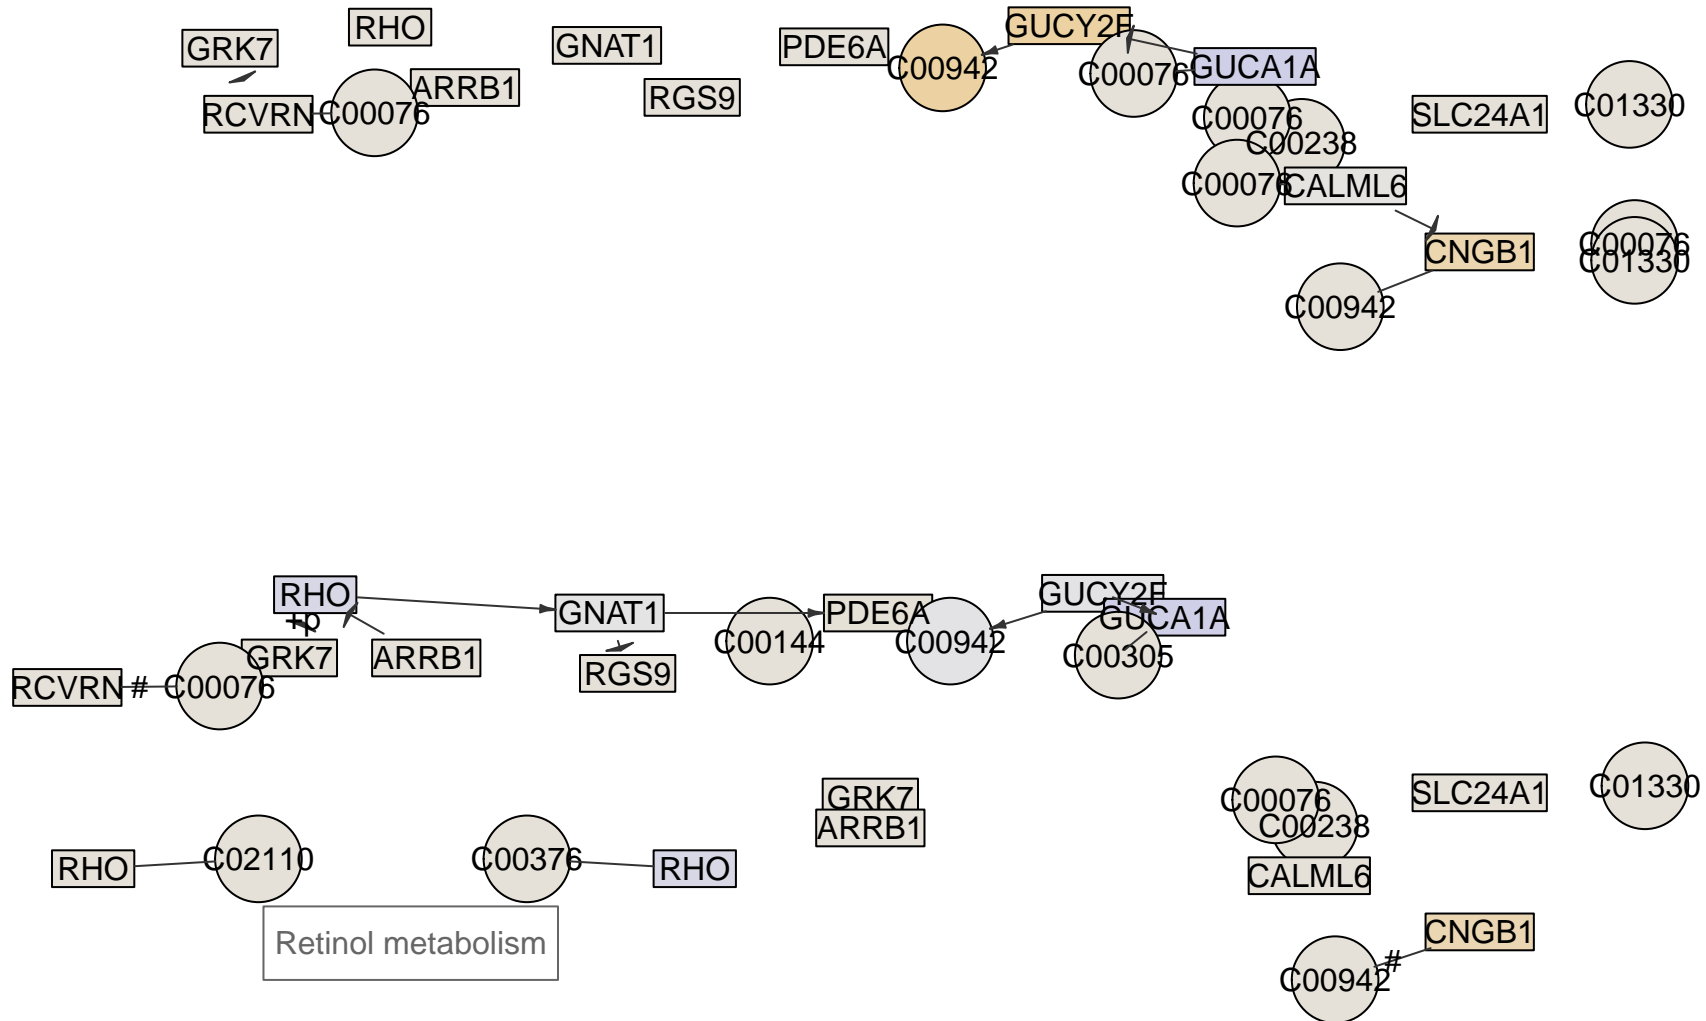 RHO
GRK7
GNAT1
PDE6A
C00942
GUCY2F
C00076
GUCA1A
ARRB1
RGS9
RCVRN
C00076
C00076
C00238
SLC24A1
C01330
C00076
CALML6
CNGB1
C00076
C01330
C00942
RHO
+p
GNAT1
PDE6A
GUCY2F
GUCA1A
GRK7
ARRB1
C00144
C00942
C00305
RGS9
RCVRN
#
C00076
GRK7
ARRB1
C00076
C00238
SLC24A1
C01330
RHO
C02110
C00376
RHO
CALML6
Retinol metabolism
CNGB1
#
C00942